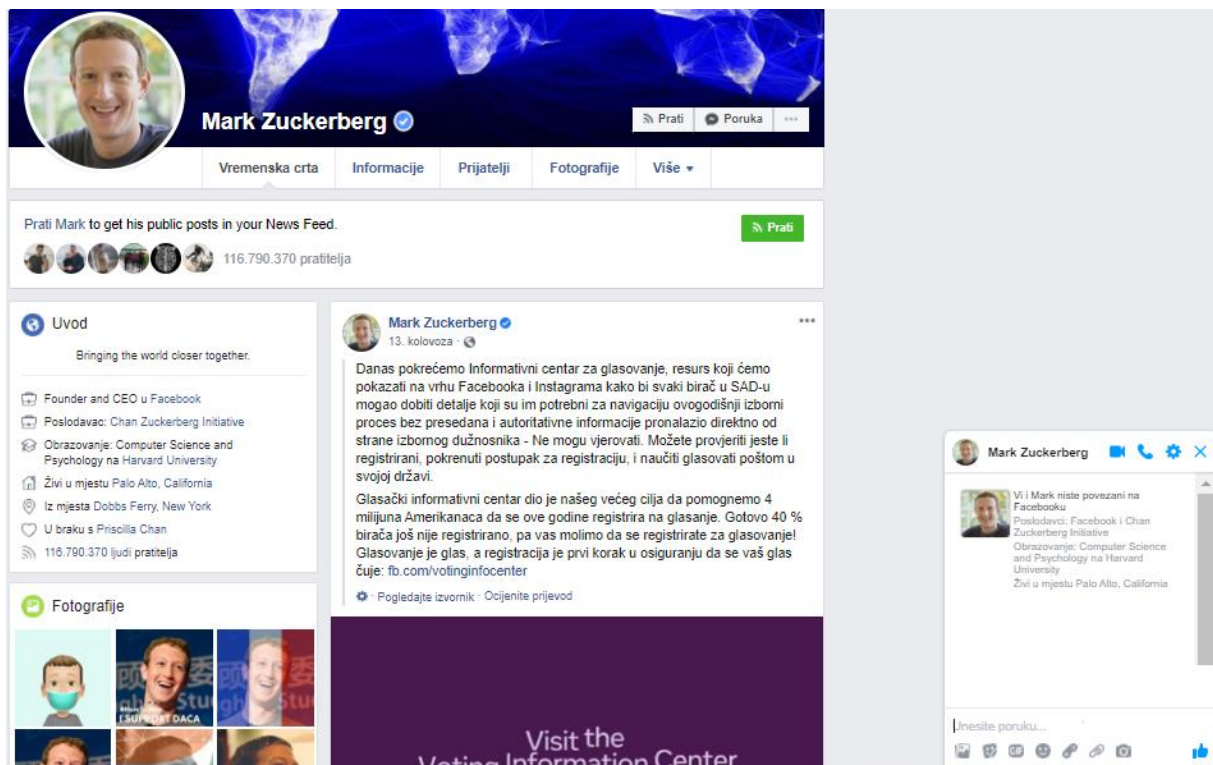 Mark Zuckerberg
Prati
Poruka
Vremenska crta
Informacije
Prijatelji
Fotografije
Više
Prati Mark to get his public posts in your News Feed.
Prati
116.790.370 pratitelja
Uvod
Bringing the world closer together.
Founder and CEO u Facebook
Poslodavac: Chan Zuckerberg Initiative
Obrazovanje: Computer Science and
Psychology na Harvard University
Živi u mjestu Palo Alto, California
Iz mjesta Dobbs Ferry, New York
U braku s Priscilla Chan
116.790.370 ljudi pratitelja
Fotografije
I SUPPORT DACA
Mark Zuckerberg
13. kolovoza ·
Danas pokrećemo Informativni centar za glasovanje, resurs koji ćemo
pokazati na vrhu Facebooka i Instagrama kako bi svaki birač u SAD-u
mogao dobiti detalje koji su im potrebni za navigaciju ovogodišnji izborni
proces bez presedana i autoritativne informacije pronalazio direktno od
strane izbornog dužnosnika - Ne mogu vjerovati. Možete provjeriti jeste li
registrirani, pokrenuti postupak za registraciju, i naučiti glasovati poštom u
svojoj državi.
Glasački informativni centar dio je našeg većeg cilja da pomognemo 4
milijuna Amerikanaca da se ove godine registrira na glasanje. Gotovo 40 %
birača još nije registrirano, pa vas molimo da se registrirate za glasovanje!
Glasovanje je glas, a registracija je prvi korak u osiguranju da se vaš glas
čuje: fb.com/votinginfocenter
· Pogledajte izvornik · Ocijenite prijevod
Visit the
Voting Information Center
Mark Zuckerberg
Vi i Mark niste povezani na
Facebooku
Poslodavci: Facebook i Chan
Zuckerberg Initiative
Obrazovanje: Computer Science
and Psychology na Harvard
University
Živi u mjestu Palo Alto, California
Unesite poruku...
GIF